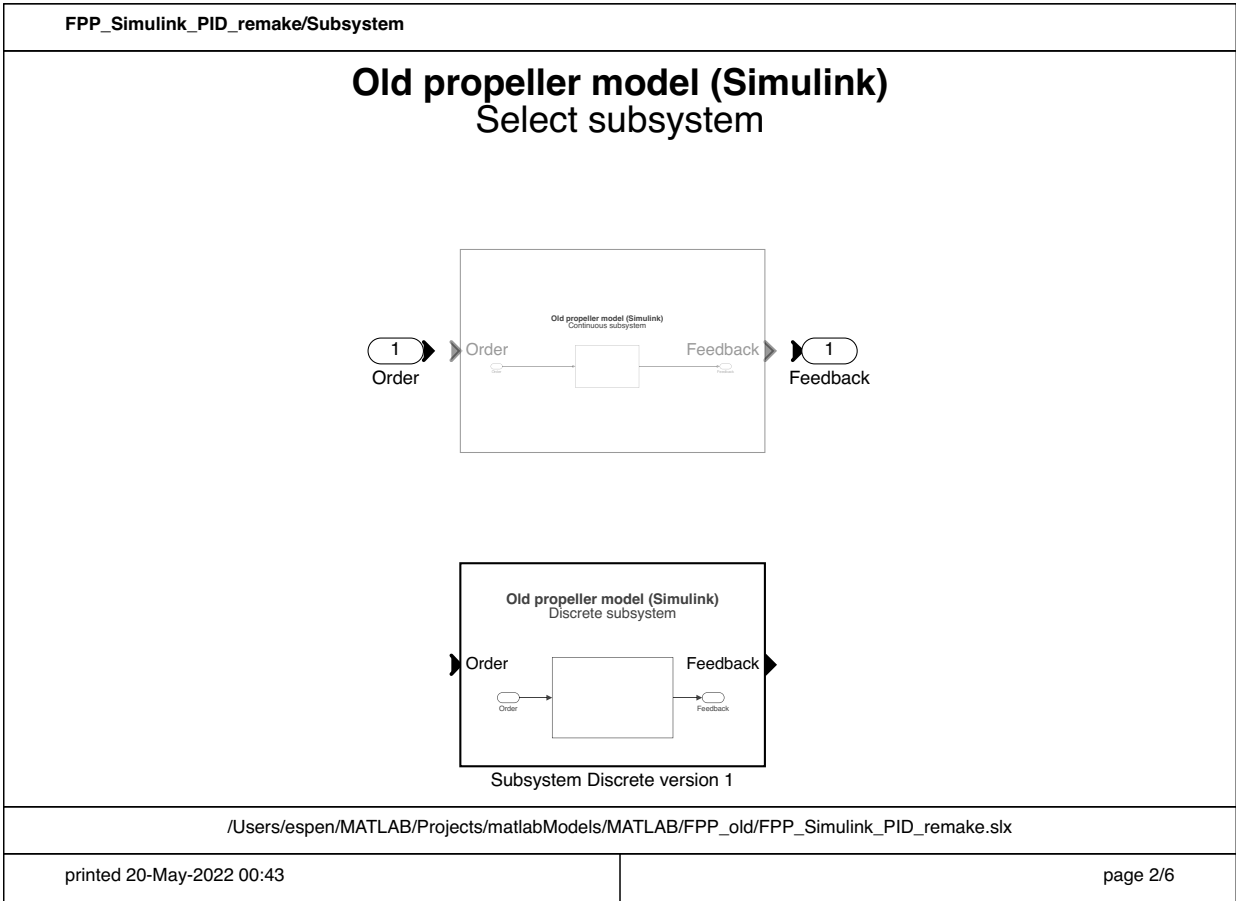 FPP_Simulink_PID_remake/Subsystem
Old propeller model (Simulink)
Select subsystem
Old propeller model (Simulink)
Continuous subsystem
1
Order
Feedback
1
Order
Feedback
Old propeller model (Simulink)
Discrete subsystem
Order
Feedback
Order
Feedback
Subsystem Discrete version 1
/Users/espen/MATLAB/Projects/matlabModels/MATLAB/FPP_old/FPP_Simulink_PID_remake.slx
printed 20-May-2022 00:43
page 2/6